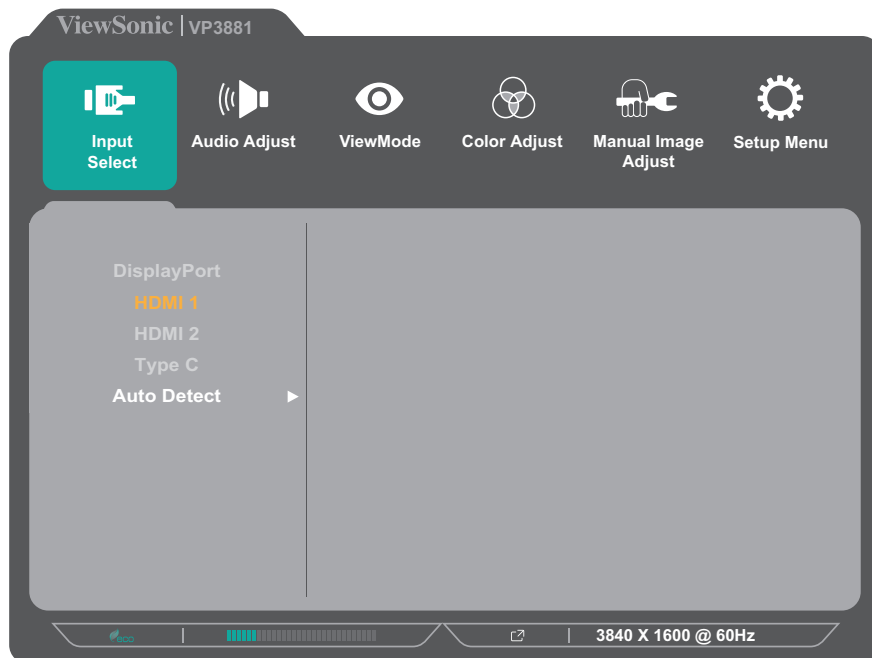 ViewSonic | VP3881
Input
Select
Audio Adjust
ViewMode
Color Adjust
Manual Image
Adjust
Setup Menu
DisplayPort
HDMI 1
HDMI 2
Type C
Auto Detect
eco
3840 X 1600 @ 60Hz